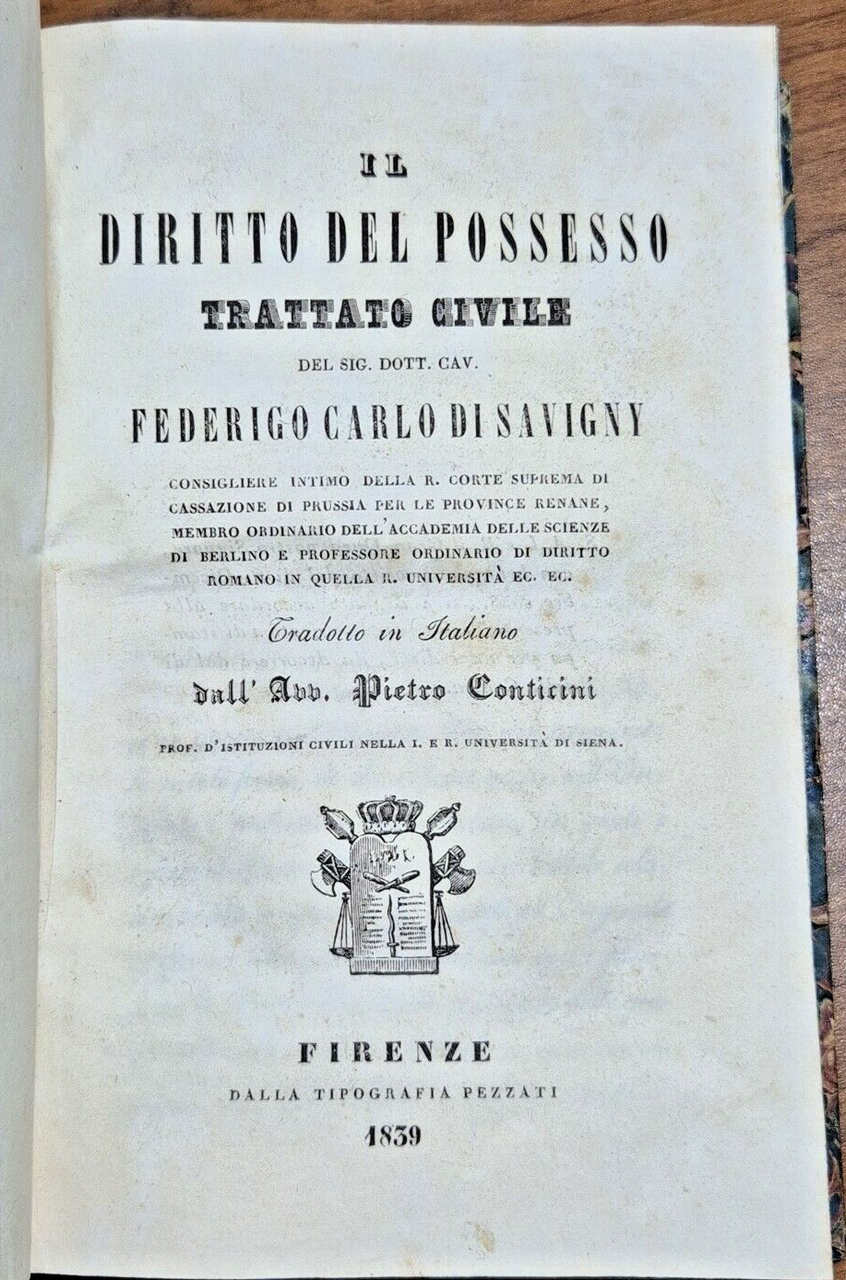 IL
DIRITTO DEL POSSESSO
TRATTATO CIVILE
DEL SIG. DOTT. CAV.
FEDERIGO CARLO DI SAVIGNY
CONSIGLIERE INTIMO DELLA R. CORTE SUPREMA DI
CASSAZIONE DI PRUSSIA PER LE PROVINCE RENANE,
MEMBRO ORDINARIO DELL'ACCADEMIA DELLE SCIENZE
DI BERLINO E PROFESSORE ORDINARIO DI DIRITTO
ROMANO IN QUELLA R. UNIVERSITÀ EC. EC.
Tradotto in Italiano
dall' Avv. Pietro Conticini
PROF. D'ISTITUZIONI CIVILI NELLA I. E R. UNIVERSITÀ DI SIENA.
FIRENZE
DALLA TIPOGRAFIA PEZZATI
1839